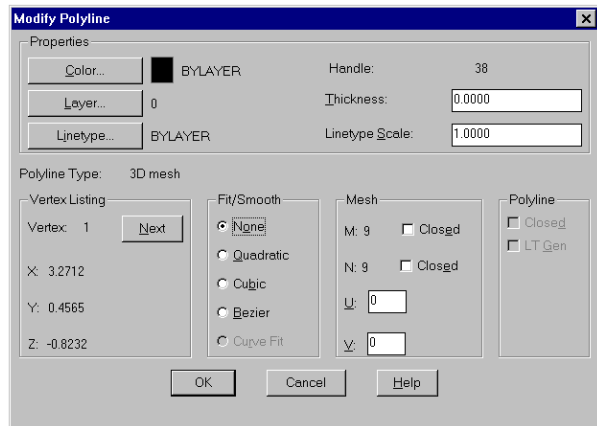 Modify Polyline
Properties
Color... BYLAYER Handle: 38
Layer... 0 Thickness: 0.0000
Linetype... BYLAYER Linetype Scale: 1.0000
Polyline Type: 3D mesh
Vertex Listing
Vertex: 1 Next
X: 3.2712
Y: 0.4565
Z: -0.8232
Fit/Smooth
None
Quadratic
Cubic
Bezier
Curve Fit
Mesh
M: 9 Closed
N: 9 Closed
U: 0
V: 0
Polyline
Closed
LT Gen
OK Cancel Help